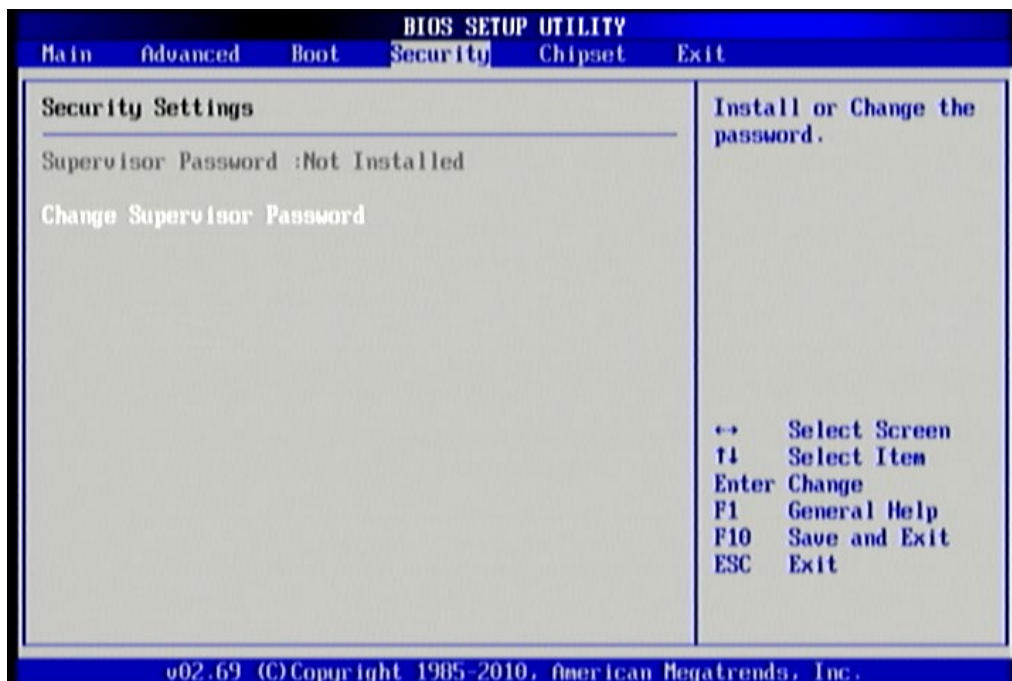 BIOS SETUP UTILITY
Main Advanced Boot Security Chipset Exit
Security Settings
Supervisor Password :Not Installed
Change Supervisor Password
Install or Change the
password.
↔ Select Screen
↑↓ Select Item
Enter Change
F1 General Help
F10 Save and Exit
ESC Exit
v02.69 (C)Copyright 1985-2010, American Megatrends, Inc.